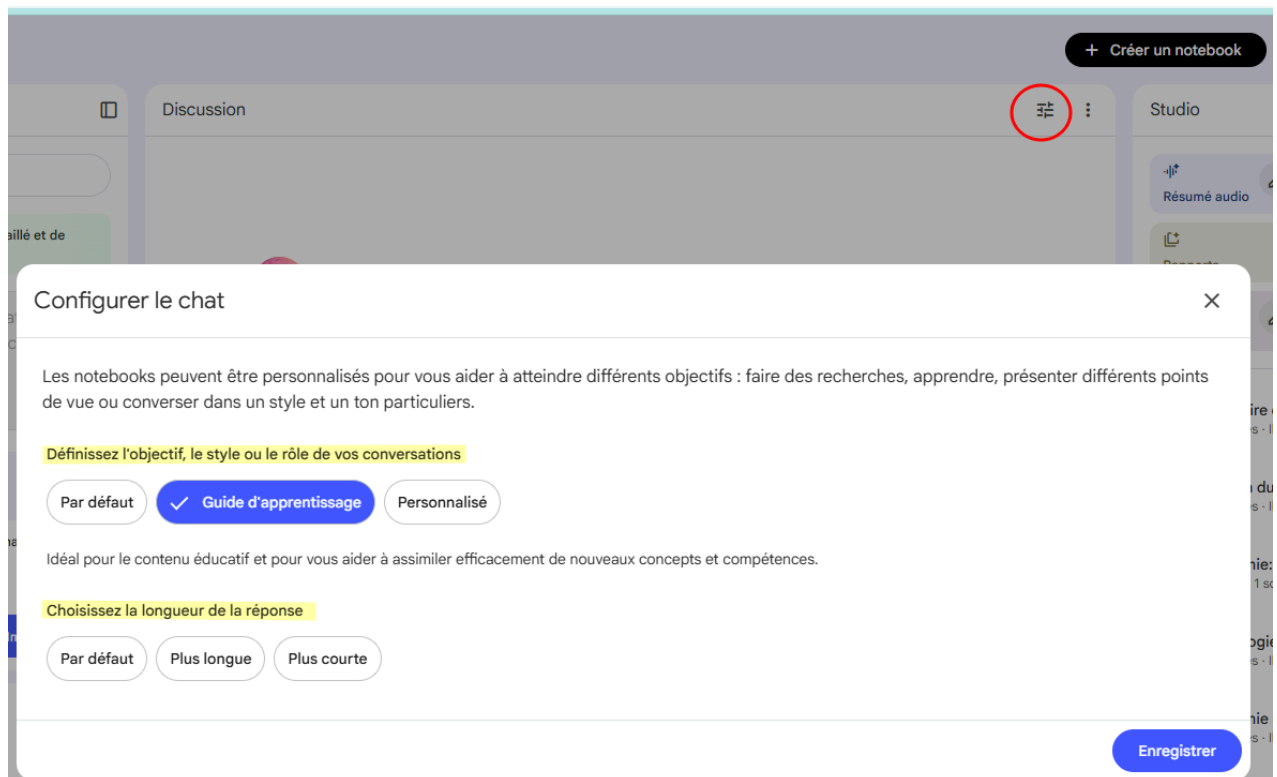 + Créer un notebook
Discussion
Studio
Résumé audio
aillé et de
Configurer le chat
Les notebooks peuvent être personnalisés pour vous aider à atteindre différents objectifs : faire des recherches, apprendre, présenter différents points
de vue ou converser dans un style et un ton particuliers.
Définissez l'objectif, le style ou le rôle de vos conversations
Par défaut
Guide d'apprentissage
Personnalisé
Idéal pour le contenu éducatif et pour vous aider à assimiler efficacement de nouveaux concepts et compétences.
Choisissez la longueur de la réponse
Par défaut
Plus longue
Plus courte
Enregistrer